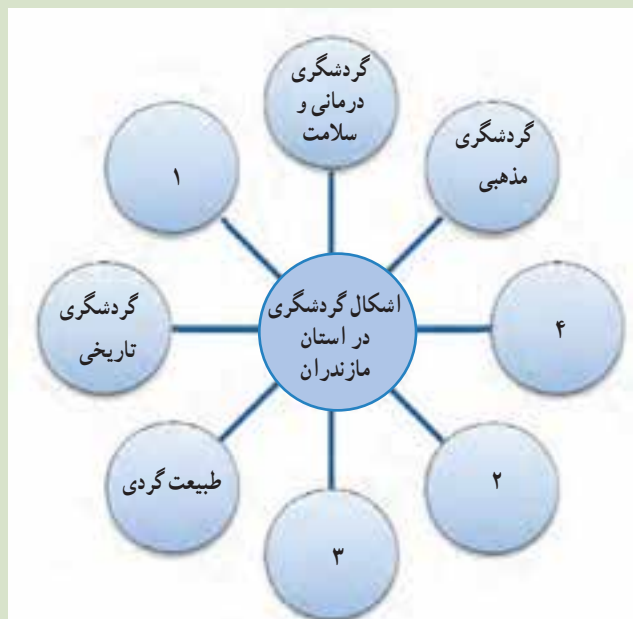 گردشگری
درمانی و
سلامت
گردشگری
مذهبی
۱
اشکال گردشگری
در استان
مازندران
گردشگری
تاریخی
۴
طبیعت گردی
۲
۳